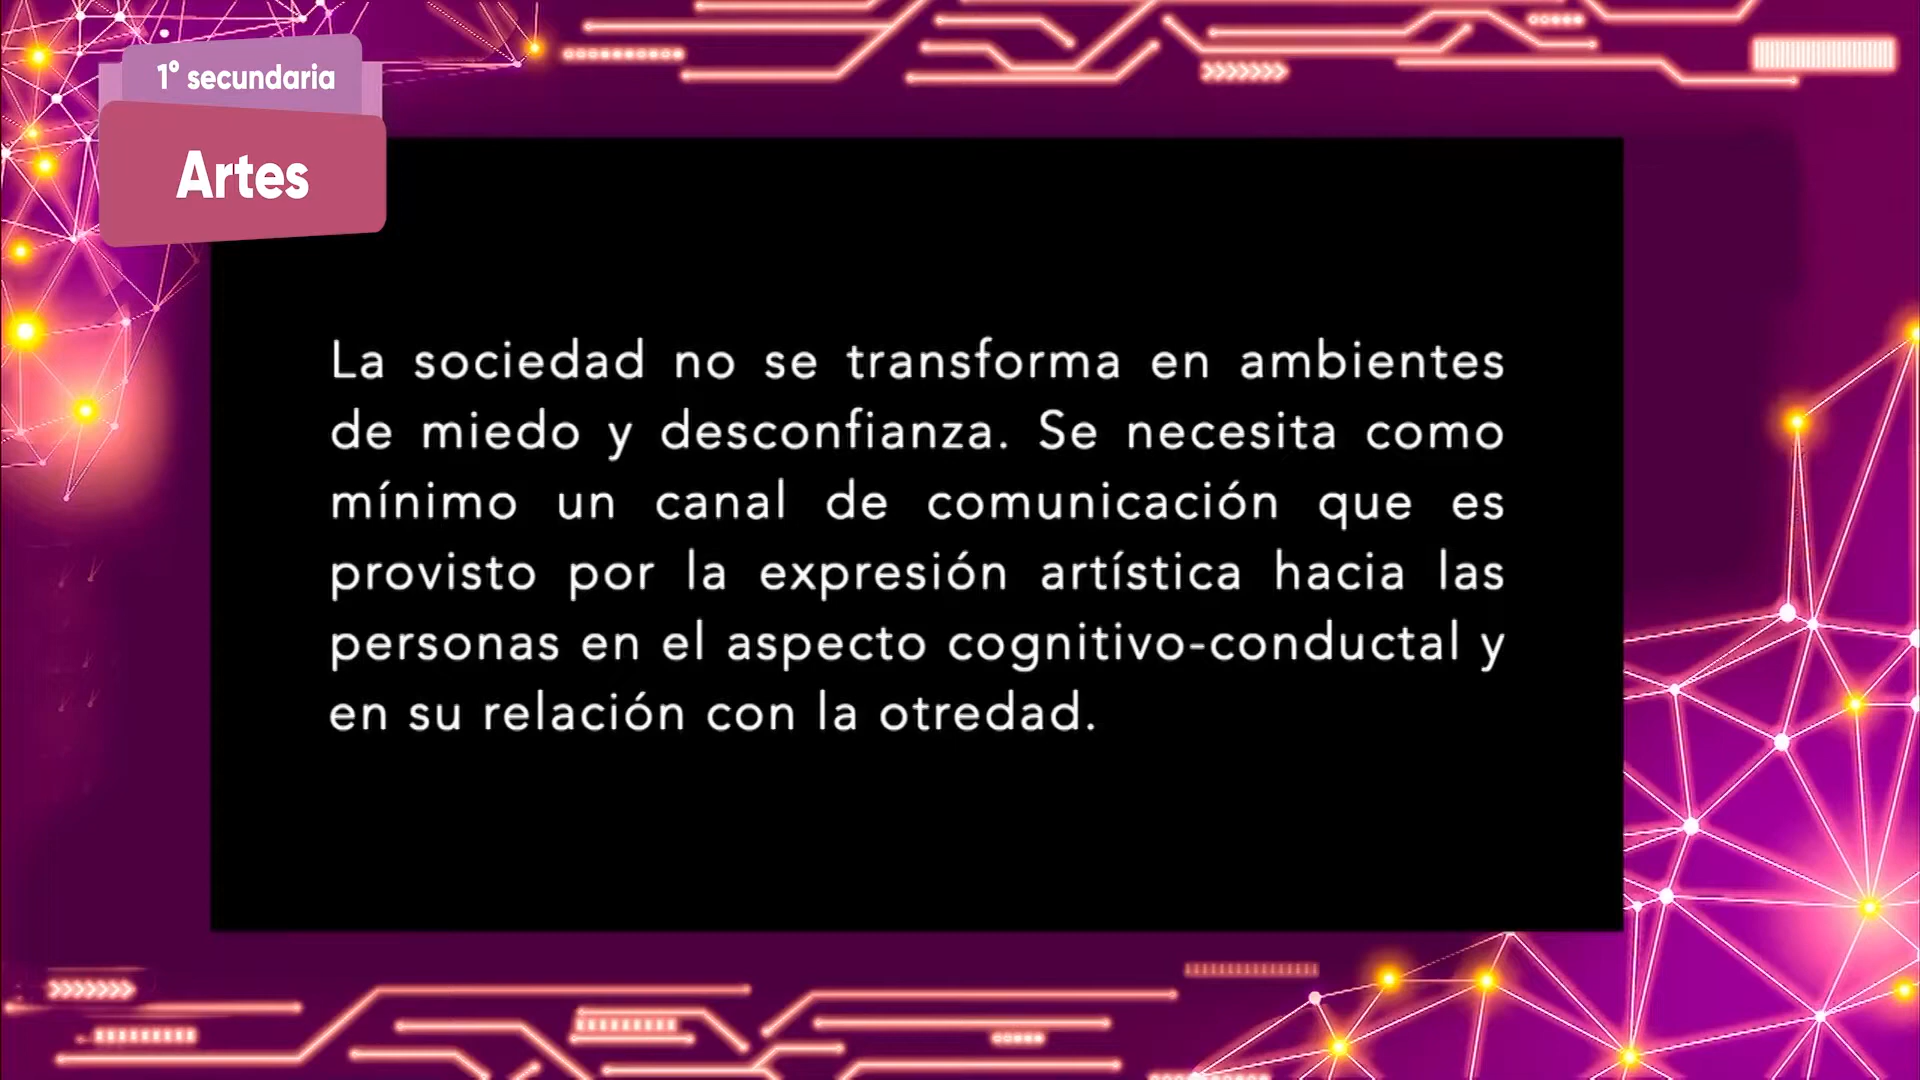 1° secundaria
Artes
La sociedad no se transforma en ambientes
de miedo y desconfianza. Se necesita como
mínimo un canal de comunicación que es
provisto por la expresión artística hacia las
personas en el aspecto cognitivo-conductal y
en su relación con la otredad.